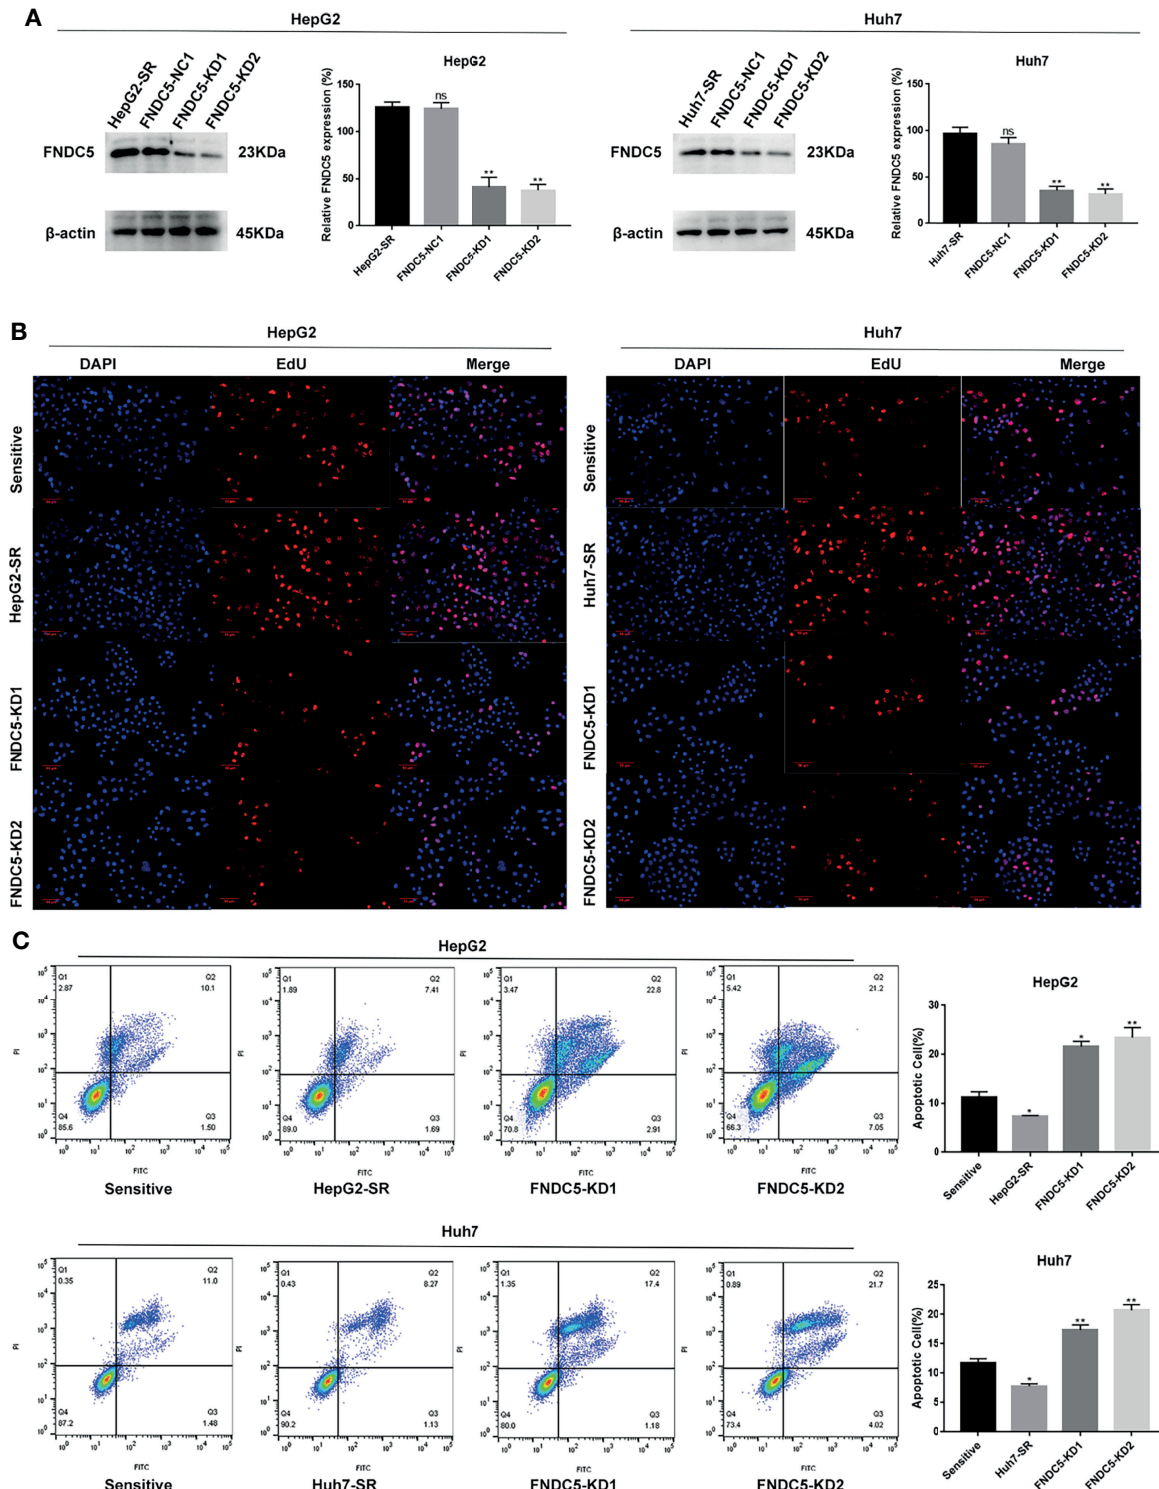 A
HepG2
HepG2-SR
FNDC5-NC1
FNDC5-KD1
FNDC5-KD2
FNDC5
23KDa
β-actin
45KDa
HepG2
Relative FNDC5 expression (%)
150
100
50
0
ns
**
**
HepG2-SR
FNDC5-NC1
FNDC5-KD1
FNDC5-KD2
Huh7
Huh7-SR
FNDC5-NC1
FNDC5-KD1
FNDC5-KD2
FNDC5
23KDa
β-actin
45KDa
Huh7
Relative FNDC5 expression (%)
150
100
50
0
ns
**
**
Huh7-SR
FNDC5-NC1
FNDC5-KD1
FNDC5-KD2
B
HepG2
DAPI EdU Merge
Sensitive
HepG2-SR
FNDC5-KD1
FNDC5-KD2
Huh7
DAPI EdU Merge
Sensitive
Huh7-SR
FNDC5-KD1
FNDC5-KD2
C
HepG2
Q1
2.87
Q2
10.1
Q4
85.6
Q3
1.50
PI
FITC
Sensitive
Q1
1.89
Q2
7.41
Q4
89.0
Q3
1.69
PI
FITC
HepG2-SR
Q1
3.47
Q2
22.8
Q4
70.8
Q3
2.91
PI
FITC
FNDC5-KD1
Q1
5.42
Q2
21.2
Q4
66.3
Q3
7.05
PI
FITC
FNDC5-KD2
HepG2
Apoptotic Cell(%)
30
20
10
0
*
*
**
Sensitive
HepG2-SR
FNDC5-KD1
FNDC5-KD2
Huh7
Q1
0.35
Q2
11.0
Q4
87.2
Q3
1.48
PI
FITC
Sensitive
Q1
0.43
Q2
8.27
Q4
90.2
Q3
1.13
PI
FITC
Huh7-SR
Q1
1.35
Q2
17.4
Q4
80.0
Q3
1.18
PI
FITC
FNDC5-KD1
Q1
0.89
Q2
21.7
Q4
73.4
Q3
4.02
PI
FITC
FNDC5-KD2
Huh7
Apoptotic Cell(%)
25
20
15
10
5
0
*
**
**
Sensitive
Huh7-SR
FNDC5-KD1
FNDC5-KD2